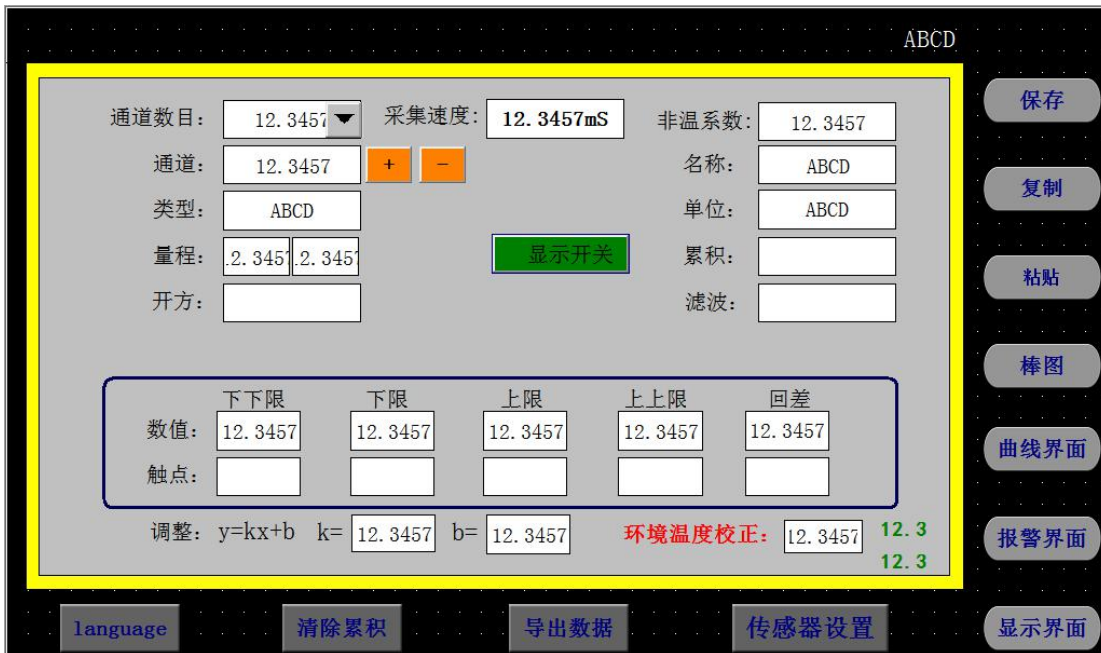 ABCD
通道数目: 12.3457 采集速度: 12.3457mS 非温系数: 12.3457 保存
通道: 12.3457 + - 名称: ABCD
类型: ABCD 单位: ABCD 复制
量程: .2.3457 .2.3457 显示开关 累积: 粘贴
开方: 滤波:
棒图
下下限 下限 上限 上上限 回差
数值: 12.3457 12.3457 12.3457 12.3457 12.3457 曲线界面
触点:
调整: y=kx+b k= 12.3457 b= 12.3457 环境温度校正: 12.3457 12.3 报警界面
12.3
language 清除累积 导出数据 传感器设置 显示界面